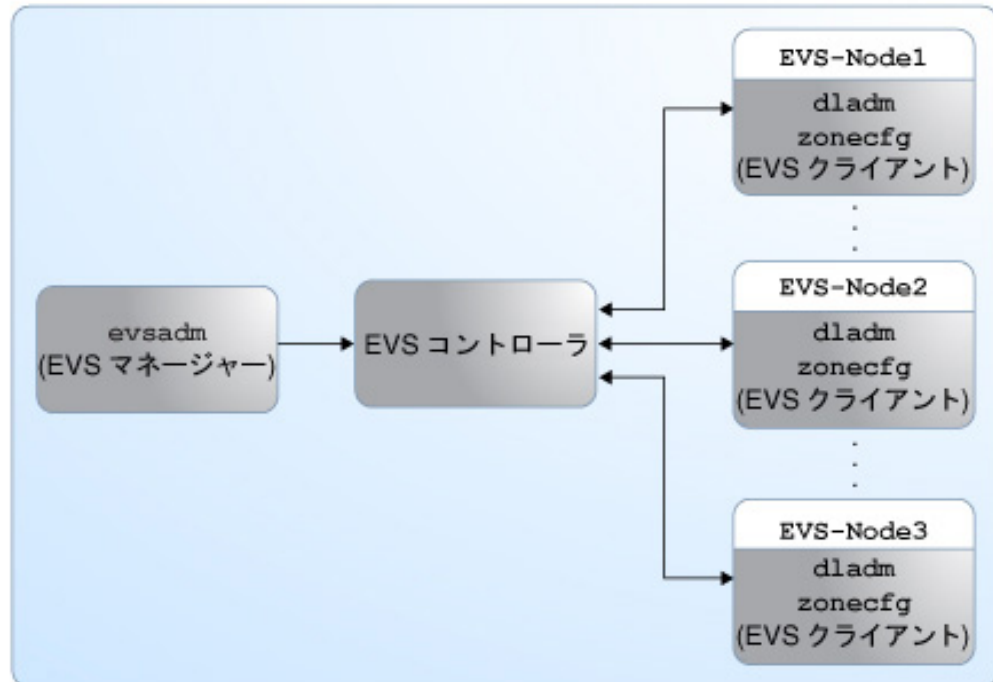 evsadm
(EVS マネージャー)
EVS コントローラ
EVS-Node1
dladm
zonecfg
(EVS クライアント)
EVS-Node2
dladm
zonecfg
(EVS クライアント)
EVS-Node3
dladm
zonecfg
(EVS クライアント)